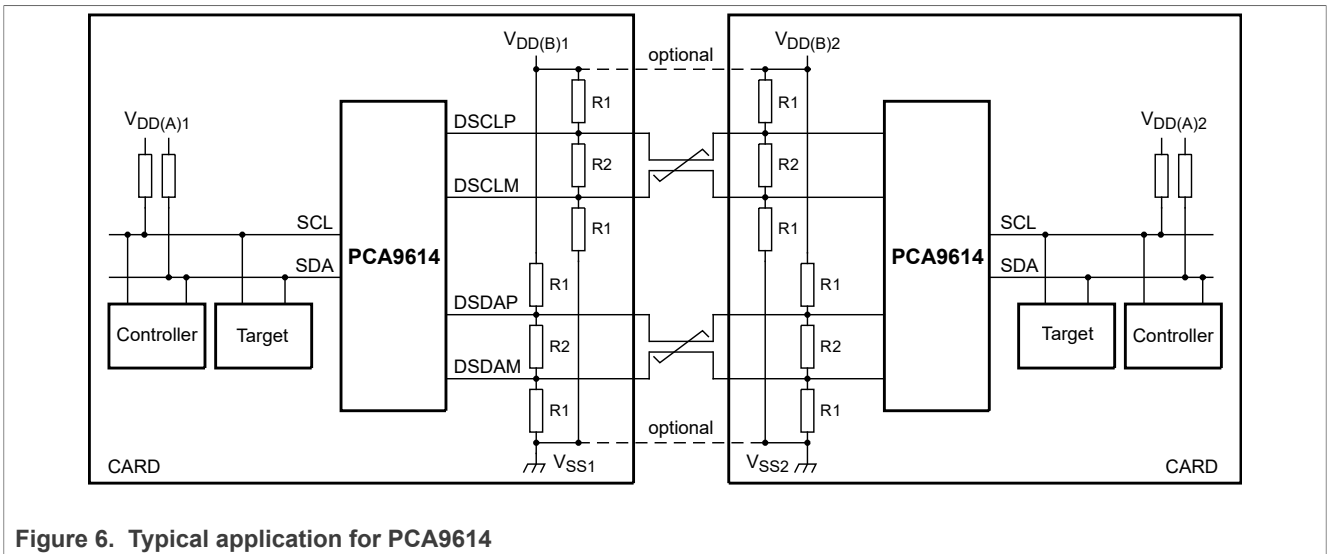 VDD(B)1
optional
VDD(B)2
R1
R1
VDD(A)1
DSCLP
VDD(A)2
R2
R2
DSCLM
SCL
R1
R1
SCL
PCA9614
PCA9614
SDA
SDA
R1
R1
DSDAP
Controller
Target
R2
R2
Target
Controller
DSDAM
R1
R1
optional
CARD
VSS1
VSS2
CARD
Figure 6. Typical application for PCA9614